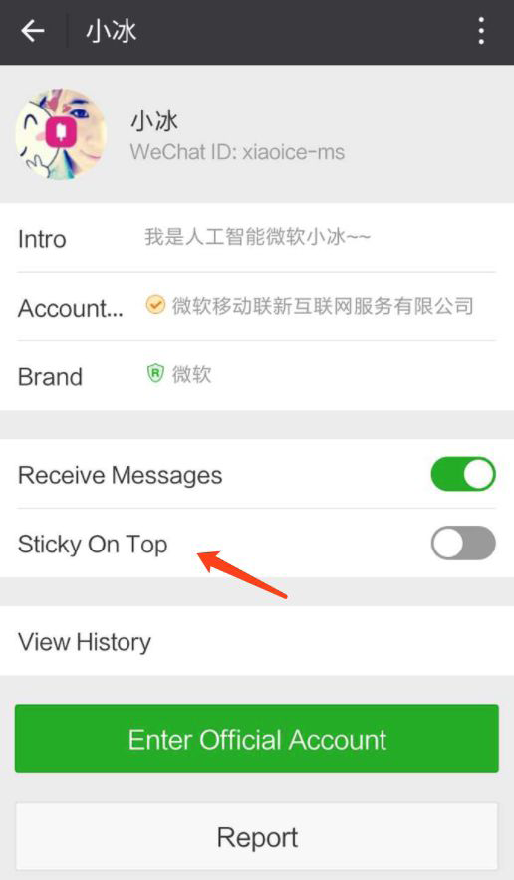 小冰
小冰
WeChat ID: xiaoice-ms
Intro 我是人工智能微软小冰~~
Account... 微软移动联新互联网服务有限公司
Brand R 微软
Receive Messages
Sticky On Top
View History
Enter Official Account
Report